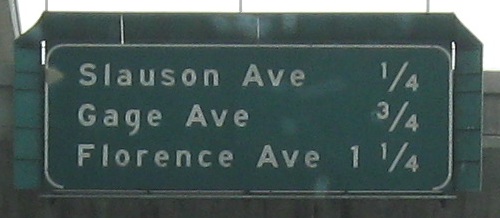 Slauson Ave 1/4
Gage Ave 3/4
Florence Ave 1 1/4